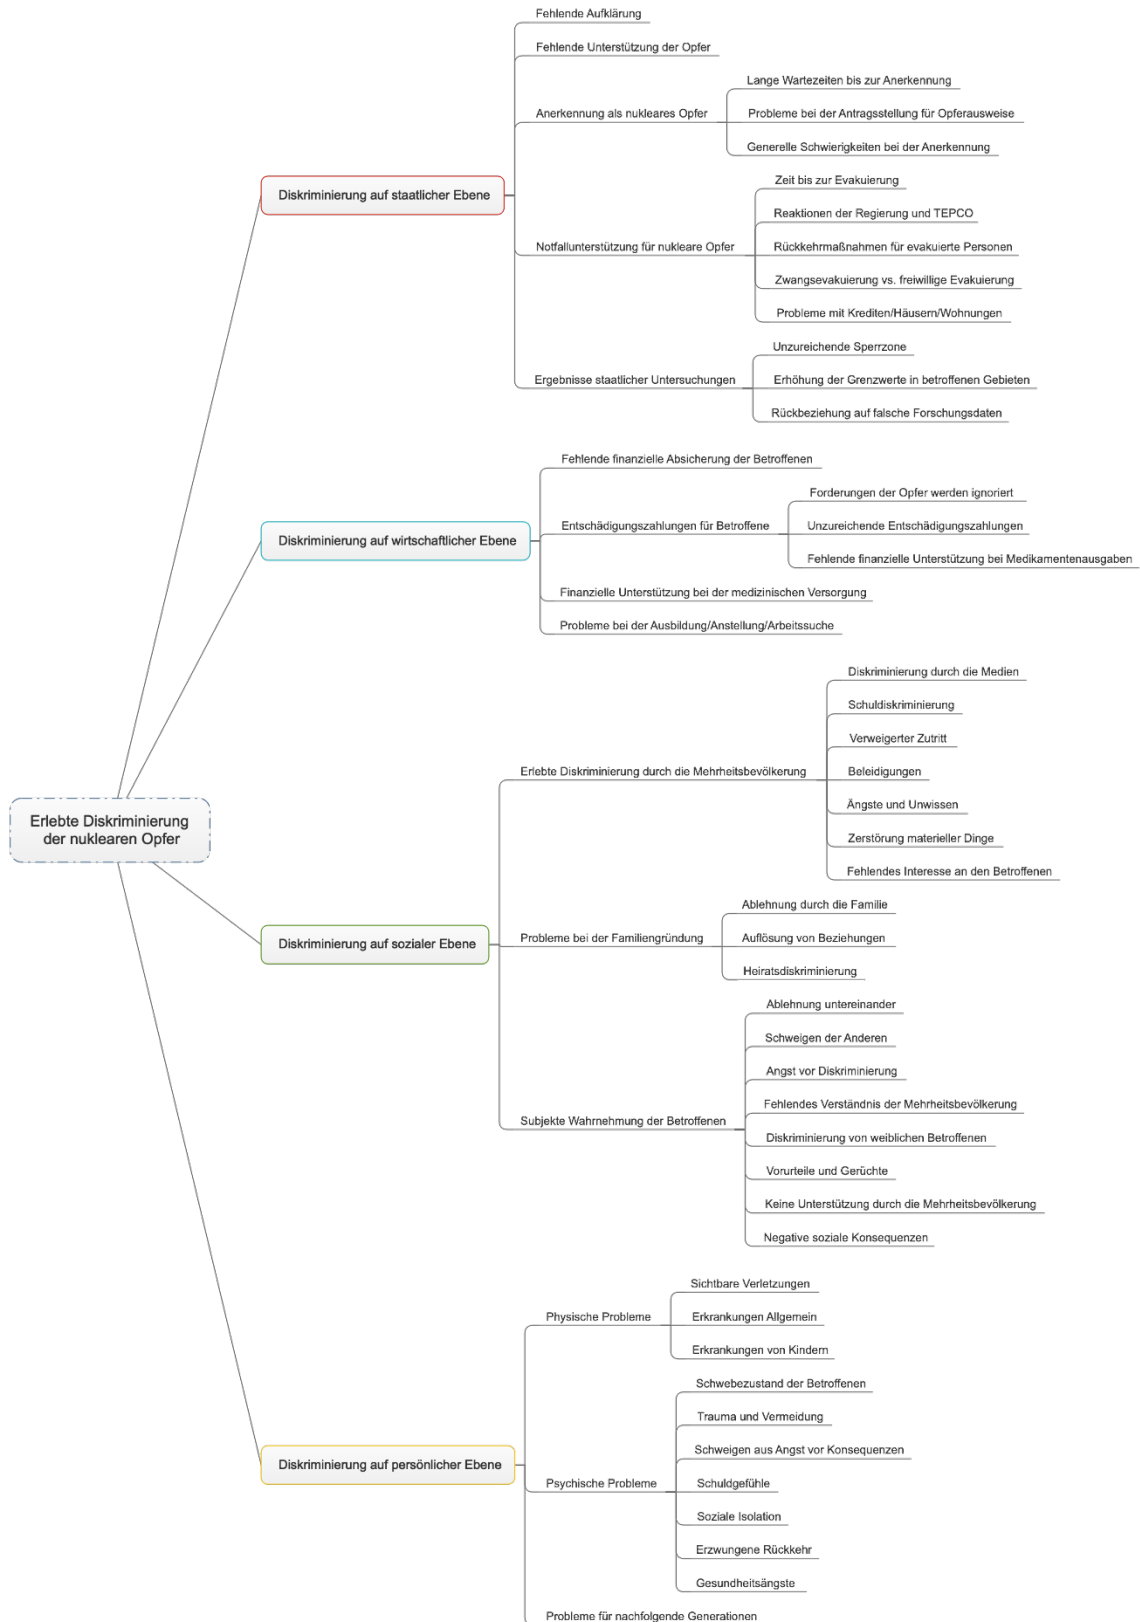 Erlebte Diskriminierung
der nuklearen Opfer
Diskriminierung auf staatlicher Ebene
Fehlende Aufklärung
Fehlende Unterstützung der Opfer
Anerkennung als nukleares Opfer
Lange Wartezeiten bis zur Anerkennung
Probleme bei der Antragsstellung für Opferausweise
Generelle Schwierigkeiten bei der Anerkennung
Notfallunterstützung für nukleare Opfer
Zeit bis zur Evakuierung
Reaktionen der Regierung und TEPCO
Rückkehrmaßnahmen für evakuierte Personen
Zwangsevakuierung vs. freiwillige Evakuierung
Probleme mit Krediten/Häusern/Wohnungen
Ergebnisse staatlicher Untersuchungen
Unzureichende Sperrzone
Erhöhung der Grenzwerte in betroffenen Gebieten
Rückbeziehung auf falsche Forschungsdaten
Diskriminierung auf wirtschaftlicher Ebene
Fehlende finanzielle Absicherung der Betroffenen
Entschädigungszahlungen für Betroffene
Forderungen der Opfer werden ignoriert
Unzureichende Entschädigungszahlungen
Fehlende finanzielle Unterstützung bei Medikamentenausgaben
Finanzielle Unterstützung bei der medizinischen Versorgung
Probleme bei der Ausbildung/Anstellung/Arbeitssuche
Diskriminierung auf sozialer Ebene
Erlebte Diskriminierung durch die Mehrheitsbevölkerung
Diskriminierung durch die Medien
Schuldiskriminierung
Verweigerter Zutritt
Beleidigungen
Ängste und Unwissen
Zerstörung materieller Dinge
Fehlendes Interesse an den Betroffenen
Probleme bei der Familiengründung
Ablehnung durch die Familie
Auflösung von Beziehungen
Heiratsdiskriminierung
Subjekte Wahrnehmung der Betroffenen
Ablehnung untereinander
Schweigen der Anderen
Angst vor Diskriminierung
Fehlendes Verständnis der Mehrheitsbevölkerung
Diskriminierung von weiblichen Betroffenen
Vorurteile und Gerüchte
Keine Unterstützung durch die Mehrheitsbevölkerung
Negative soziale Konsequenzen
Diskriminierung auf persönlicher Ebene
Physische Probleme
Sichtbare Verletzungen
Erkrankungen Allgemein
Erkrankungen von Kindern
Psychische Probleme
Schwebezustand der Betroffenen
Trauma und Vermeidung
Schweigen aus Angst vor Konsequenzen
Schuldgefühle
Soziale Isolation
Erzwungene Rückkehr
Gesundheitsängste
Probleme für nachfolgende Generationen